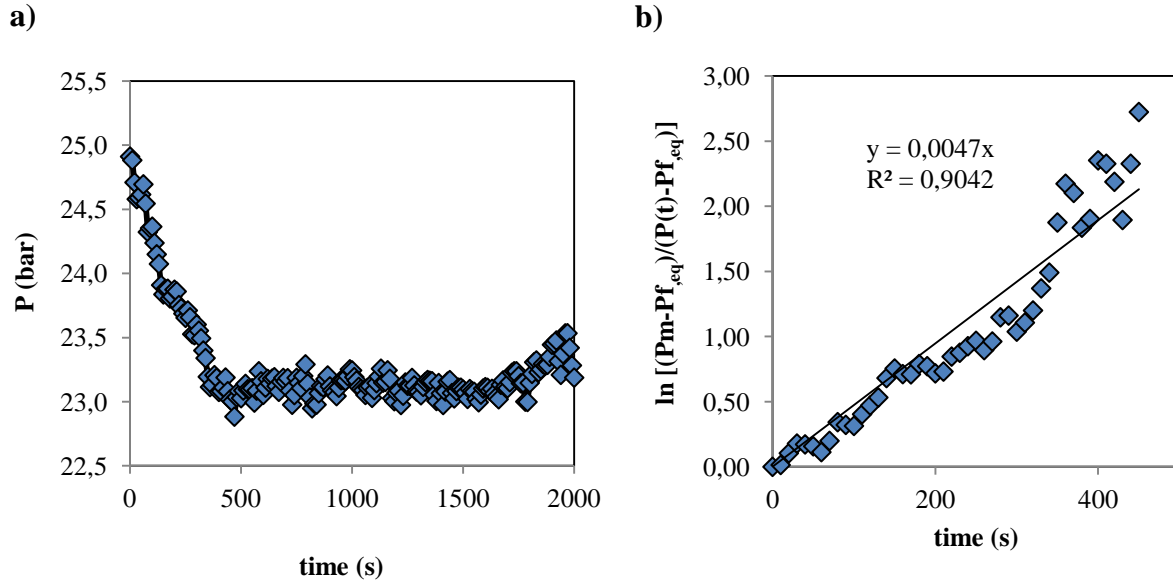 a)
25,5
25,0
24,5
24,0
23,5
23,0
22,5
P (bar)
0
500
1000
1500
2000
time (s)
b)
3,00
2,50
2,00
1,50
1,00
0,50
0,00
ln [(Pm-Pf,eq)/(P(t)-Pf,eq)]
y = 0,0047x
R² = 0,9042
0
200
400
time (s)